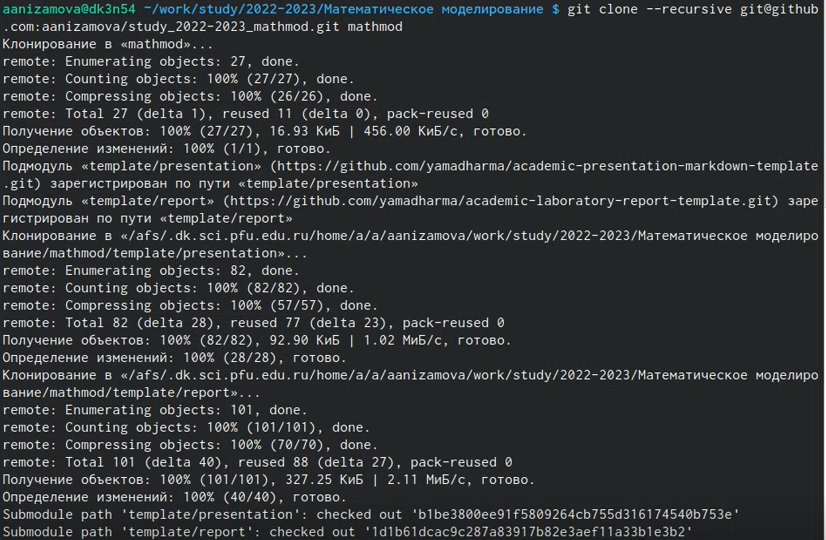 aanizamova@dk3n54 ~/work/study/2022-2023/Математическое моделирование $ git clone --recursive git@github
.com:aanizamova/study_2022-2023_mathmod.git mathmod
Клонирование в «mathmod»...
remote: Enumerating objects: 27, done.
remote: Counting objects: 100% (27/27), done.
remote: Compressing objects: 100% (26/26), done.
remote: Total 27 (delta 1), reused 11 (delta 0), pack-reused 0
Получение объектов: 100% (27/27), 16.93 КиБ | 456.00 КиБ/с, готово.
Определение изменений: 100% (1/1), готово.
Подмодуль «template/presentation» (https://github.com/yamadharma/academic-presentation-markdown-template
.git) зарегистрирован по пути «template/presentation»
Подмодуль «template/report» (https://github.com/yamadharma/academic-laboratory-report-template.git) заре
гистрирован по пути «template/report»
Клонирование в «/afs/.dk.sci.pfu.edu.ru/home/a/a/aanizamova/work/study/2022-2023/Математическое моделиро
вание/mathmod/template/presentation»...
remote: Enumerating objects: 82, done.
remote: Counting objects: 100% (82/82), done.
remote: Compressing objects: 100% (57/57), done.
remote: Total 82 (delta 28), reused 77 (delta 23), pack-reused 0
Получение объектов: 100% (82/82), 92.90 КиБ | 1.02 МиБ/с, готово.
Определение изменений: 100% (28/28), готово.
Клонирование в «/afs/.dk.sci.pfu.edu.ru/home/a/a/aanizamova/work/study/2022-2023/Математическое моделиро
вание/mathmod/template/report»...
remote: Enumerating objects: 101, done.
remote: Counting objects: 100% (101/101), done.
remote: Compressing objects: 100% (70/70), done.
remote: Total 101 (delta 40), reused 88 (delta 27), pack-reused 0
Получение объектов: 100% (101/101), 327.25 КиБ | 2.11 МиБ/с, готово.
Определение изменений: 100% (40/40), готово.
Submodule path 'template/presentation': checked out 'b1be3800ee91f5809264cb755d316174540b753e'
Submodule path 'template/report': checked out '1d1b61dcac9c287a83917b82e3aef11a33b1e3b2'